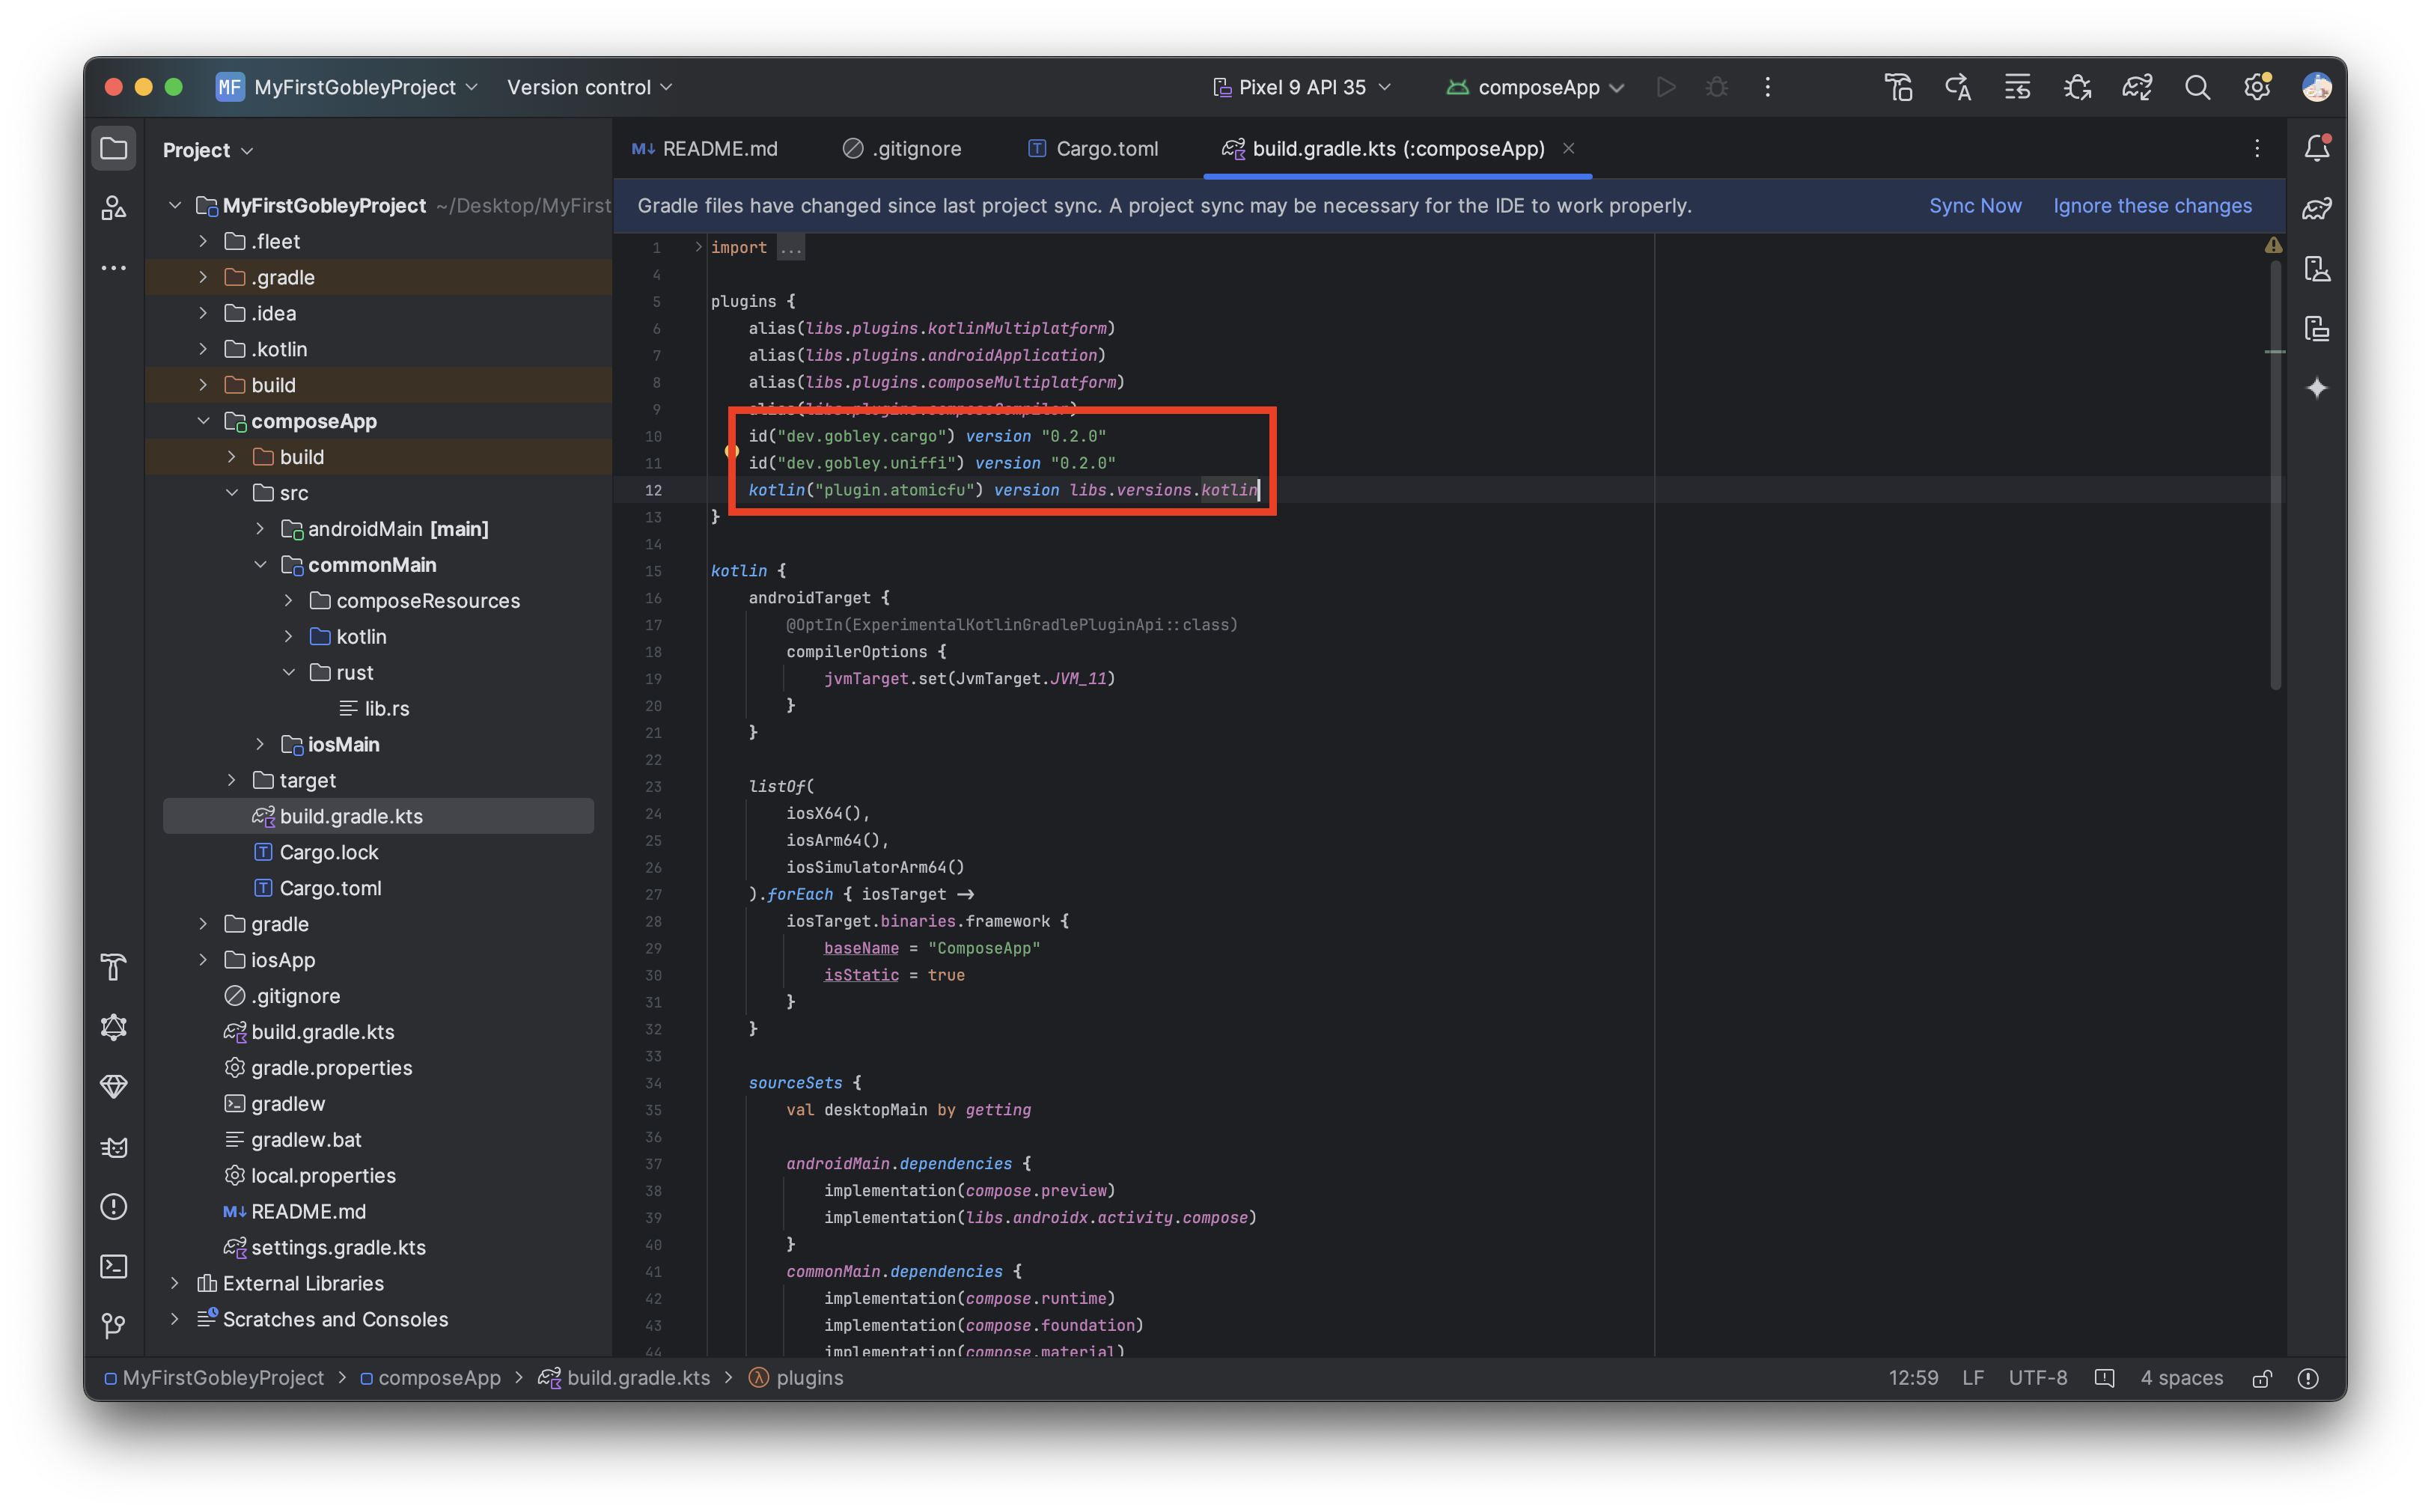 MF MyFirstGobleyProject Version control Pixel 9 API 35 composeApp
Project
MyFirstGobleyProject ~/Desktop/MyFirst
.fleet
.gradle
.idea
.kotlin
build
composeApp
build
src
androidMain [main]
commonMain
composeResources
kotlin
rust
lib.rs
iosMain
target
build.gradle.kts
Cargo.lock
Cargo.toml
gradle
iosApp
.gitignore
build.gradle.kts
gradle.properties
gradlew
gradlew.bat
local.properties
README.md
settings.gradle.kts
External Libraries
Scratches and Consoles
README.md .gitignore Cargo.toml build.gradle.kts (:composeApp)
Gradle files have changed since last project sync. A project sync may be necessary for the IDE to work properly. Sync Now Ignore these changes
1 import ...
4
5 plugins {
6 alias(libs.plugins.kotlinMultiplatform)
7 alias(libs.plugins.androidApplication)
8 alias(libs.plugins.composeMultiplatform)
9 alias(libs.plugins.composeCompiler)
10 id("dev.gobley.cargo") version "0.2.0"
11 id("dev.gobley.uniffi") version "0.2.0"
12 kotlin("plugin.atomicfu") version libs.versions.kotlin
13 }
14
15 kotlin {
16 androidTarget {
17 @OptIn(ExperimentalKotlinGradlePluginApi::class)
18 compilerOptions {
19 jvmTarget.set(JvmTarget.JVM_11)
20 }
21 }
22
23 listOf(
24 iosX64(),
25 iosArm64(),
26 iosSimulatorArm64()
27 ).forEach { iosTarget ->
28 iosTarget.binaries.framework {
29 baseName = "ComposeApp"
30 isStatic = true
31 }
32 }
33
34 sourceSets {
35 val desktopMain by getting
36
37 androidMain.dependencies {
38 implementation(compose.preview)
39 implementation(libs.androidx.activity.compose)
40 }
41 commonMain.dependencies {
42 implementation(compose.runtime)
43 implementation(compose.foundation)
44 implementation(compose.material)
MyFirstGobleyProject > composeApp > build.gradle.kts > plugins 12:59 LF UTF-8 4 spaces